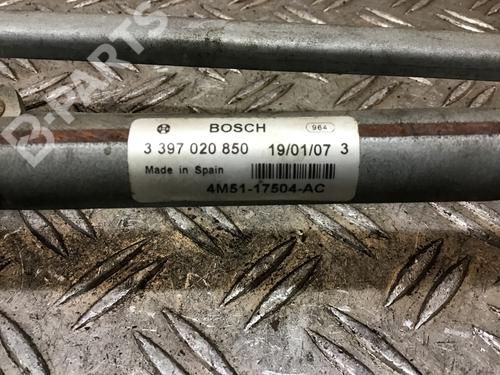 B-PARTS
BOSCH 964
3 397 020 850 19/01/07 3
Made in Spain
4M51-17504-AC